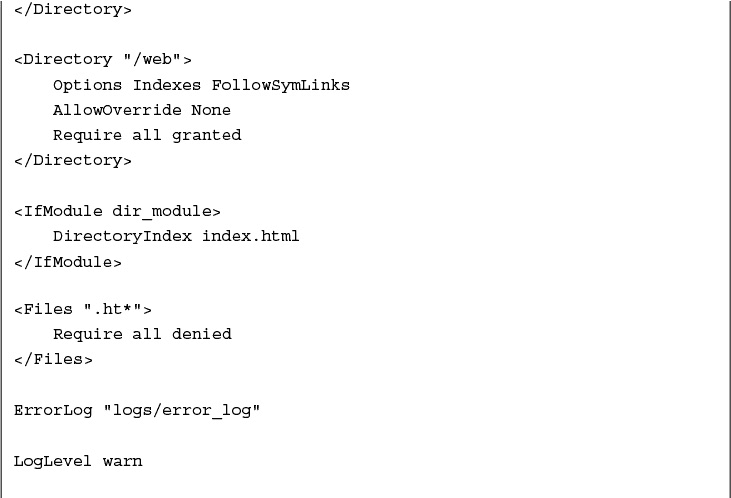 </Directory>
<Directory "/web">
Options Indexes FollowSymLinks
AllowOverride None
Require all granted
</Directory>
<IfModule dir_module>
DirectoryIndex index.html
</IfModule>
<Files ".ht*">
Require all denied
</Files>
ErrorLog "logs/error_log"
LogLevel warn